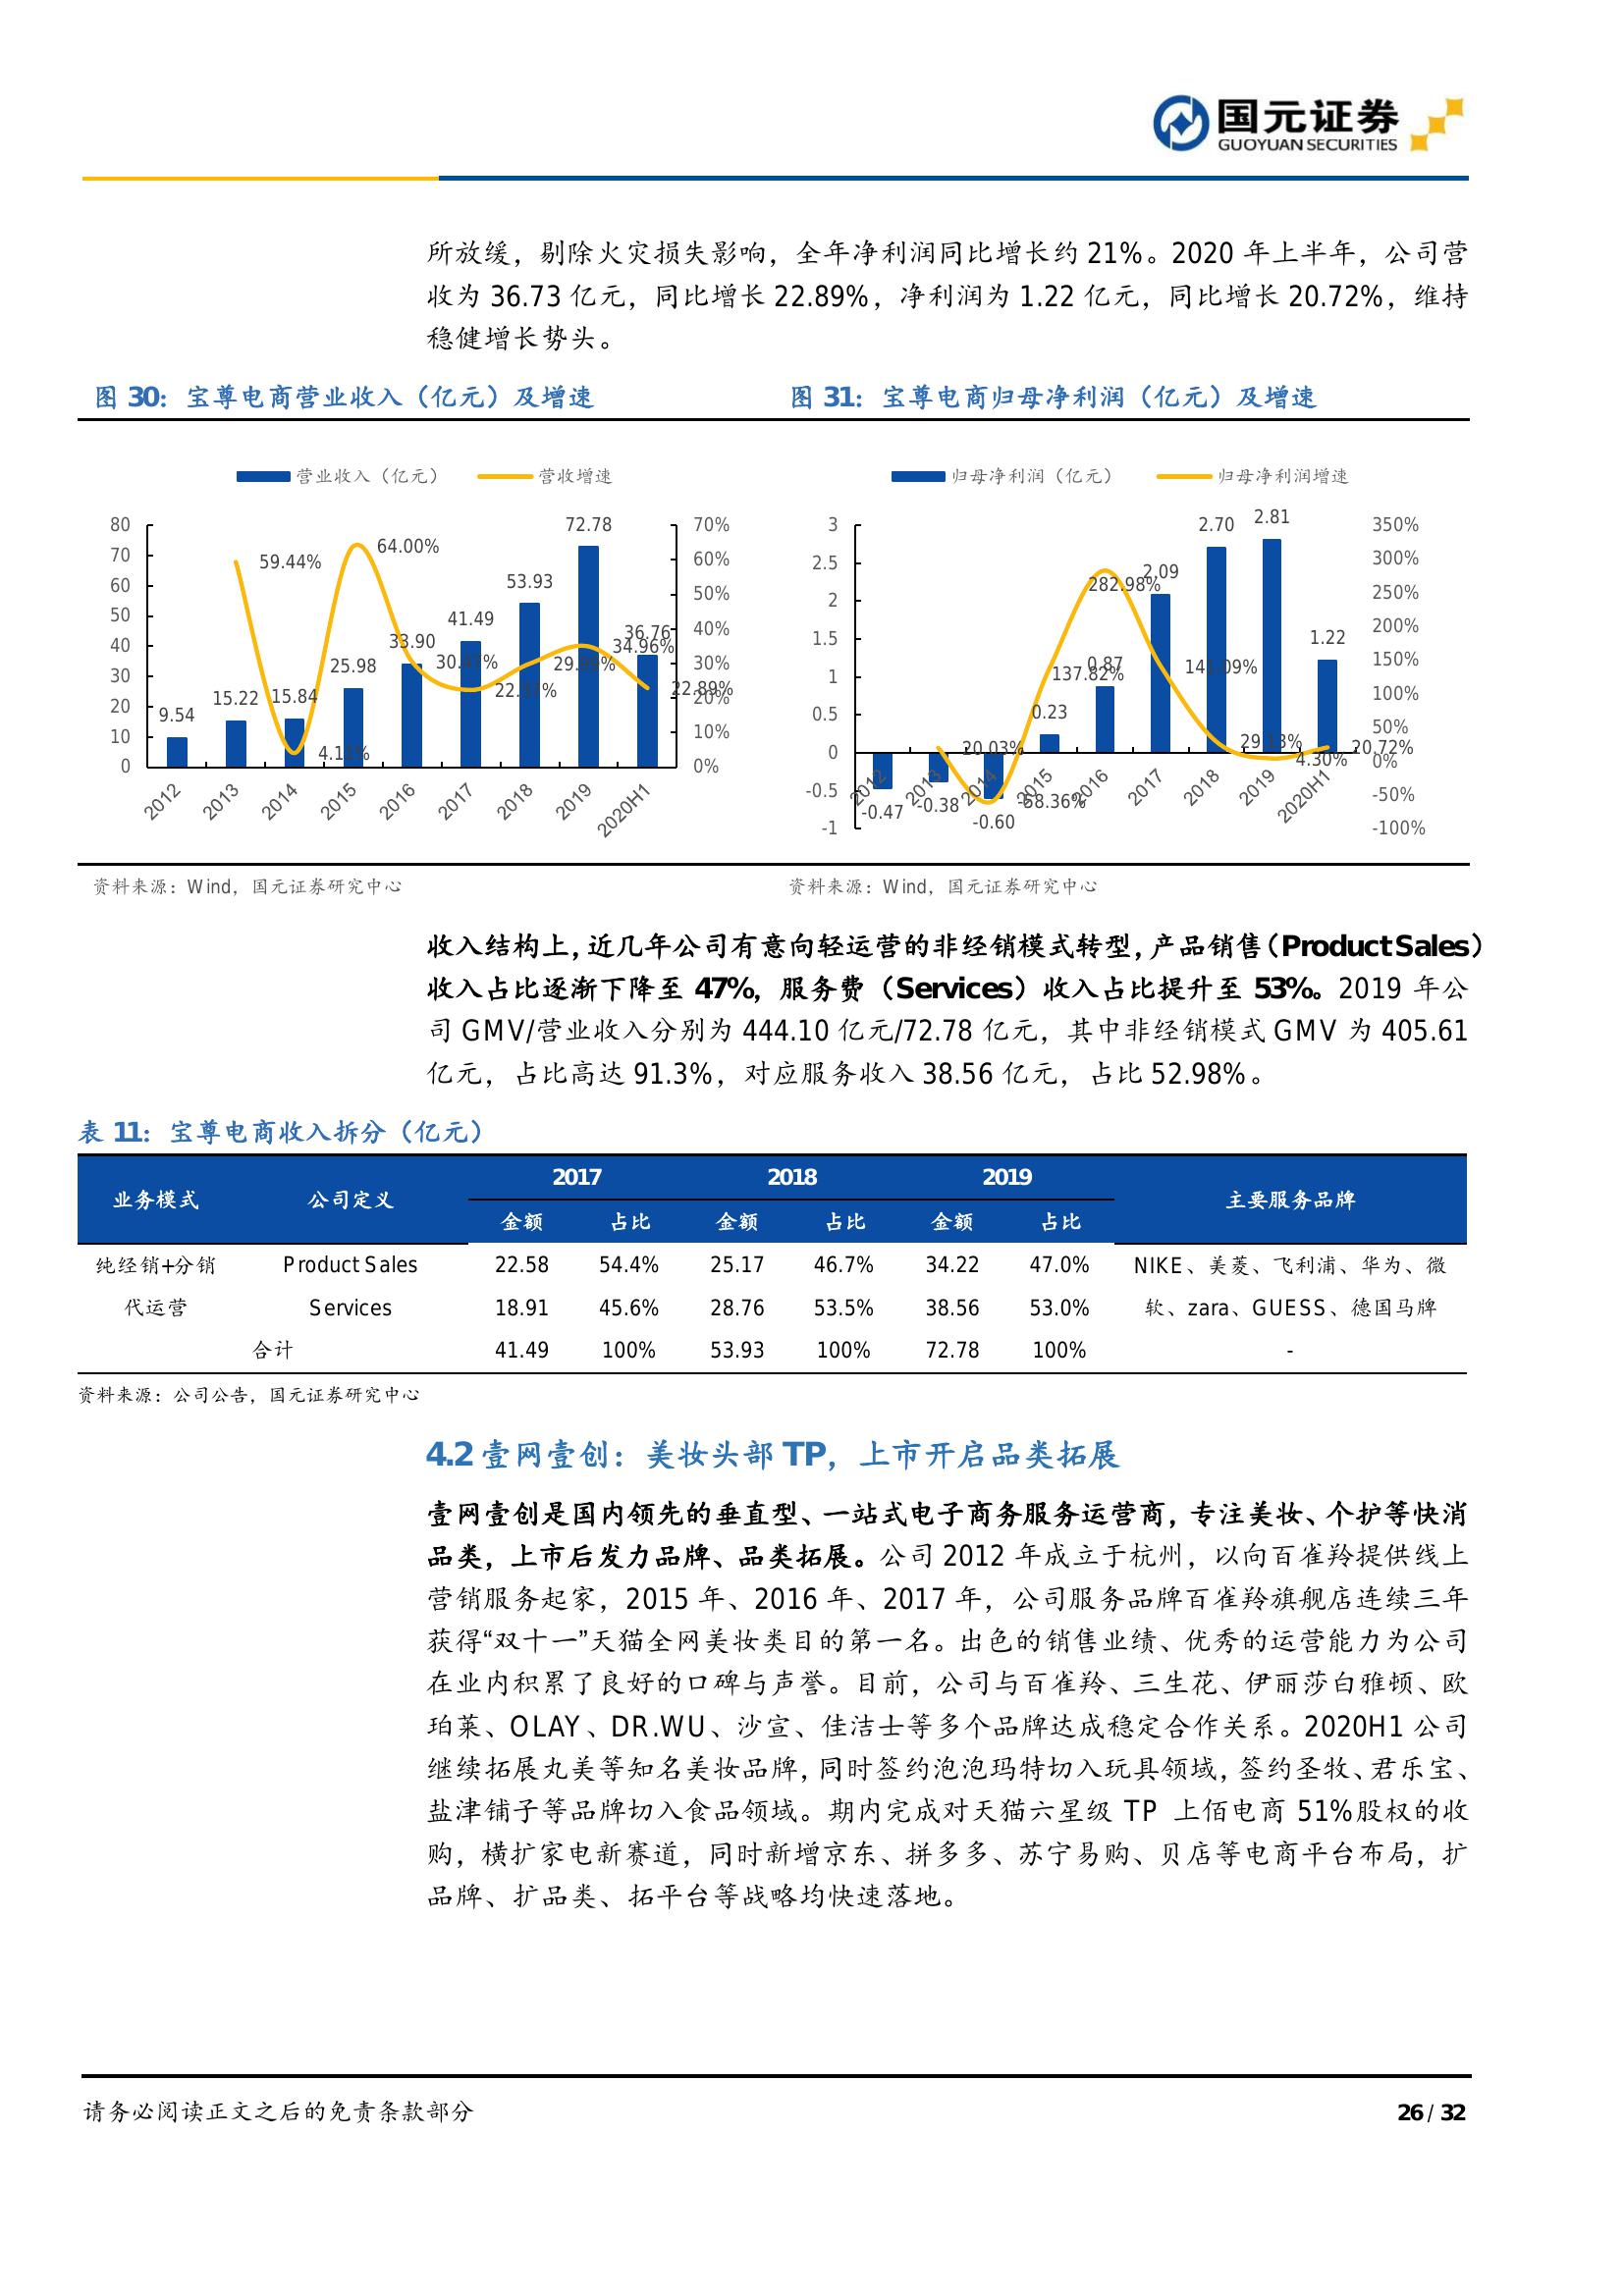 国元证券
GUOYUAN SECURITIES
所放缓，剔除火灾损失影响，全年净利润同比增长约 21%。2020 年上半年，公司营
收为 36.73 亿元，同比增长 22.89%，净利润为 1.22 亿元，同比增长 20.72%，维持
稳健增长势头。
图 30：宝尊电商营业收入（亿元）及增速
营业收入（亿元） 营收增速
80 70 60 50 40 30 20 10 0
70% 60% 50% 40% 30% 20% 10% 0%
9.54 15.22 15.84 25.98 33.90 41.49 53.93 72.78 36.76
59.44% 64.00% 34.96% 22.89%
2012 2013 2014 2015 2016 2017 2018 2019 2020H1
图 31：宝尊电商归母净利润（亿元）及增速
归母净利润（亿元） 归母净利润增速
3 2.5 2 1.5 1 0.5 0 -0.5 -1
350% 300% 250% 200% 150% 100% 50% 0% -50% -100%
-0.47 -0.38 -0.60 0.23 0.87 2.09 2.70 2.81 1.22
20.03% -58.36% 137.82% 282.98% 4.30% 20.72%
2012 2013 2014 2015 2016 2017 2018 2019 2020H1
资料来源：Wind，国元证券研究中心
资料来源：Wind，国元证券研究中心
收入结构上，近几年公司有意向轻运营的非经销模式转型，产品销售（Product Sales）
收入占比逐渐下降至 47%，服务费（Services）收入占比提升至 53%。2019 年公
司 GMV/营业收入分别为 444.10 亿元/72.78 亿元，其中非经销模式 GMV 为 405.61
亿元，占比高达 91.3%，对应服务收入 38.56 亿元，占比 52.98%。
表 11：宝尊电商收入拆分（亿元）
业务模式 公司定义 2017 2018 2019 主要服务品牌
金额 占比 金额 占比 金额 占比
纯经销+分销 Product Sales 22.58 54.4% 25.17 46.7% 34.22 47.0% NIKE、美菱、飞利浦、华为、微
代运营 Services 18.91 45.6% 28.76 53.5% 38.56 53.0% 软、zara、GUESS、德国马牌
合计 41.49 100% 53.93 100% 72.78 100% -
资料来源：公司公告，国元证券研究中心
4.2 壹网壹创：美妆头部 TP，上市开启品类拓展
壹网壹创是国内领先的垂直型、一站式电子商务服务运营商，专注美妆、个护等快消
品类，上市后发力品牌、品类拓展。公司 2012 年成立于杭州，以向百雀羚提供线上
营销服务起家，2015 年、2016 年、2017 年，公司服务品牌百雀羚旗舰店连续三年
获得“双十一”天猫全网美妆类目的第一名。出色的销售业绩、优秀的运营能力为公司
在业内积累了良好的口碑与声誉。目前，公司与百雀羚、三生花、伊丽莎白雅顿、欧
珀莱、OLAY、DR.WU、沙宣、佳洁士等多个品牌达成稳定合作关系。2020H1 公司
继续拓展丸美等知名美妆品牌，同时签约泡泡玛特切入玩具领域，签约圣牧、君乐宝、
盐津铺子等品牌切入食品领域。期内完成对天猫六星级 TP 上佰电商 51%股权的收
购，横扩家电新赛道，同时新增京东、拼多多、苏宁易购、贝店等电商平台布局，扩
品牌、扩品类、拓平台等战略均快速落地。
请务必阅读正文之后的免责条款部分
26 / 32